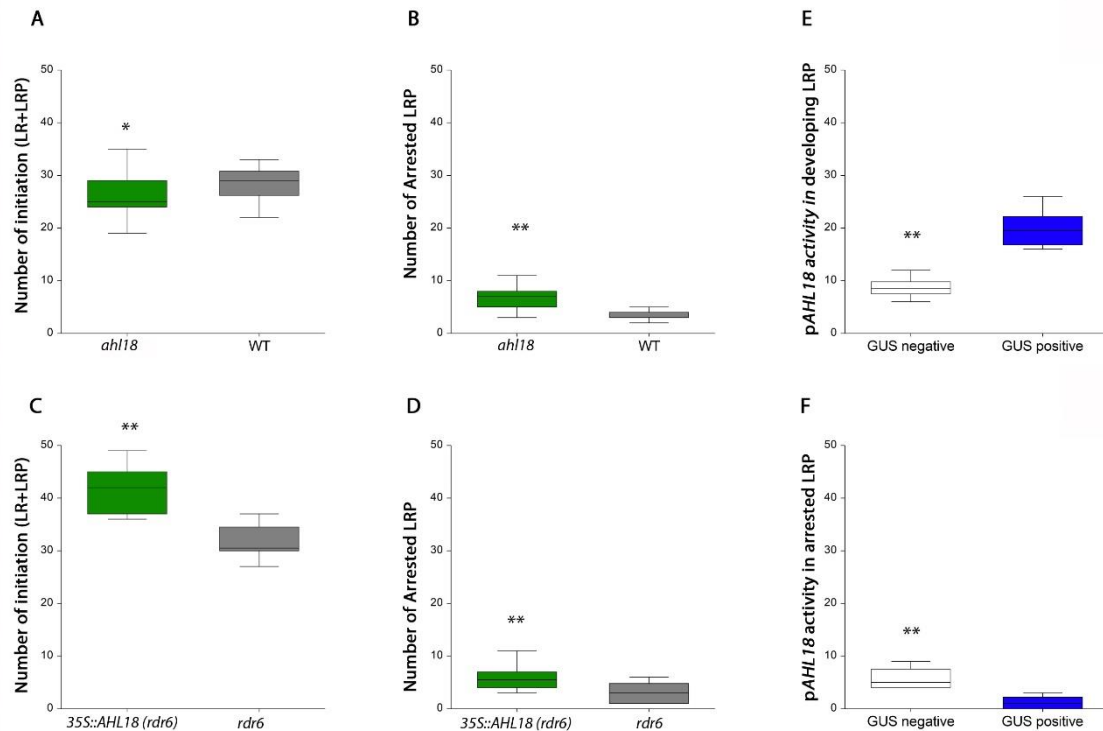 A
Number of initiation (LR+LRP)
50
40
30
20
10
0
*
ahl18
WT
B
Number of Arrested LRP
50
40
30
20
10
0
**
ahl18
WT
E
pAHL18 activity in developing LRP
50
40
30
20
10
0
**
GUS negative
GUS positive
C
Number of initiation (LR+LRP)
50
40
30
20
10
0
**
35S::AHL18 (rdr6)
rdr6
D
Number of Arrested LRP
50
40
30
20
10
0
**
35S::AHL18 (rdr6)
rdr6
F
pAHL18 activity in arrested LRP
50
40
30
20
10
0
**
GUS negative
GUS positive